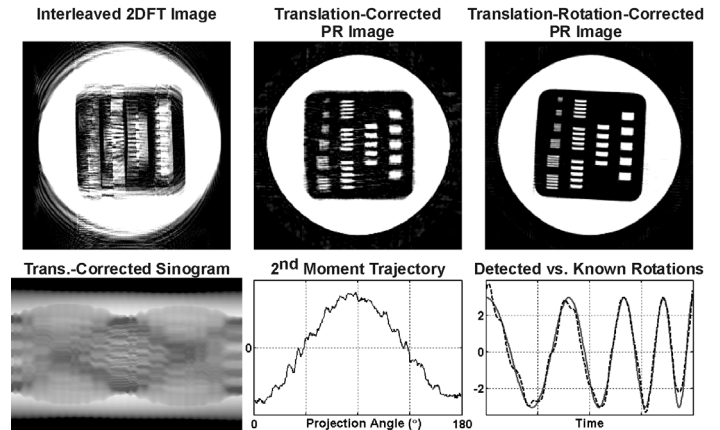 Interleaved 2DFT Image
Translation-Corrected
PR Image
Translation-Rotation-Corrected
PR Image
Trans.-Corrected Sinogram
2nd Moment Trajectory
Detected vs. Known Rotations
0
0
Projection Angle (°)
180
2
0
-2
Time